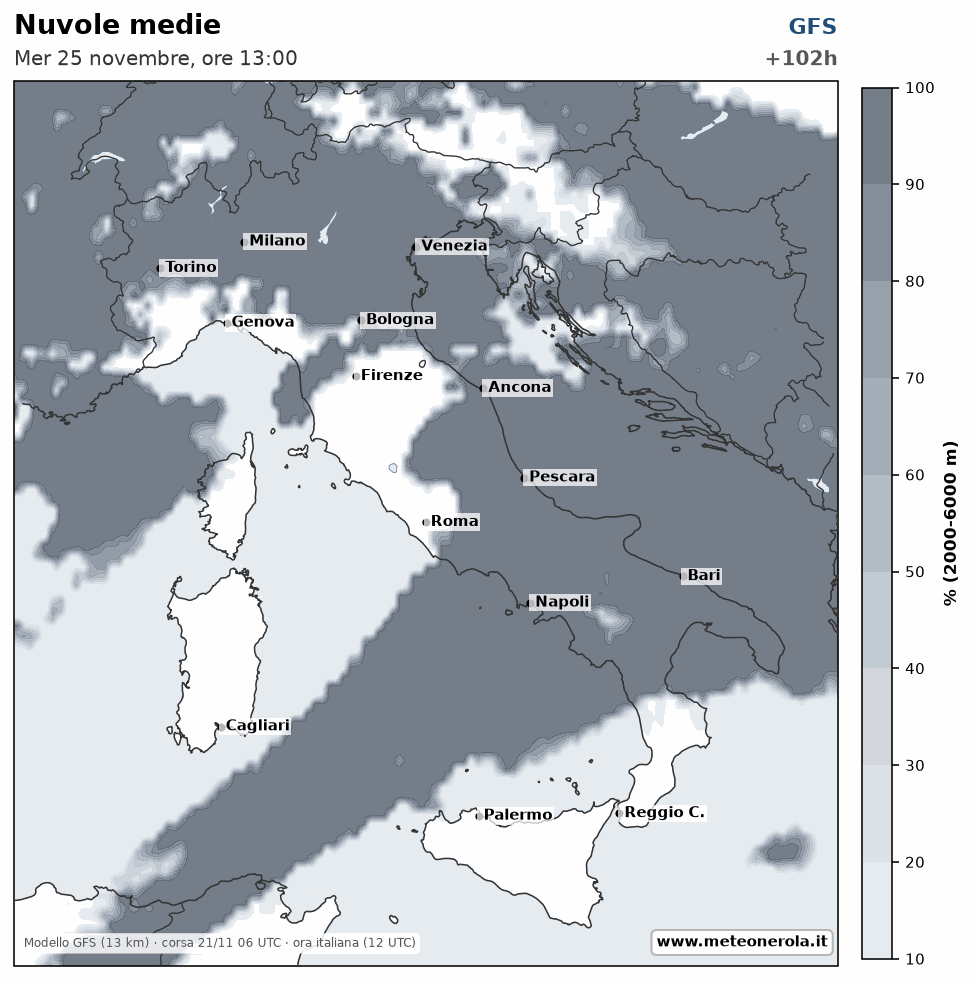 Nuvole medie
GFS
Mer 25 novembre, ore 13:00
+102h
Milano
Venezia
Torino
Genova
Bologna
Firenze
Ancona
Pescara
Roma
Bari
Napoli
Cagliari
Palermo
Reggio C.
100
90
80
70
60
50
40
30
20
10
% (2000-6000 m)
Modello GFS (13 km) · corsa 21/11 06 UTC · ora italiana (12 UTC)
www.meteonerola.it